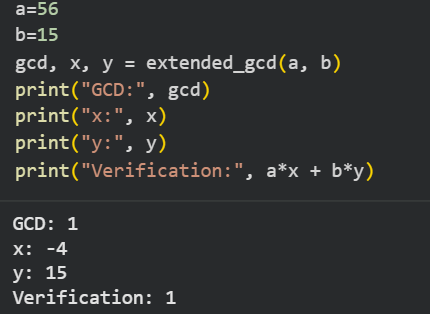 a=56
b=15
gcd, x, y = extended_gcd(a, b)
print("GCD:", gcd)
print("x:", x)
print("y:", y)
print("Verification:", a*x + b*y)
GCD: 1
x: -4
y: 15
Verification: 1